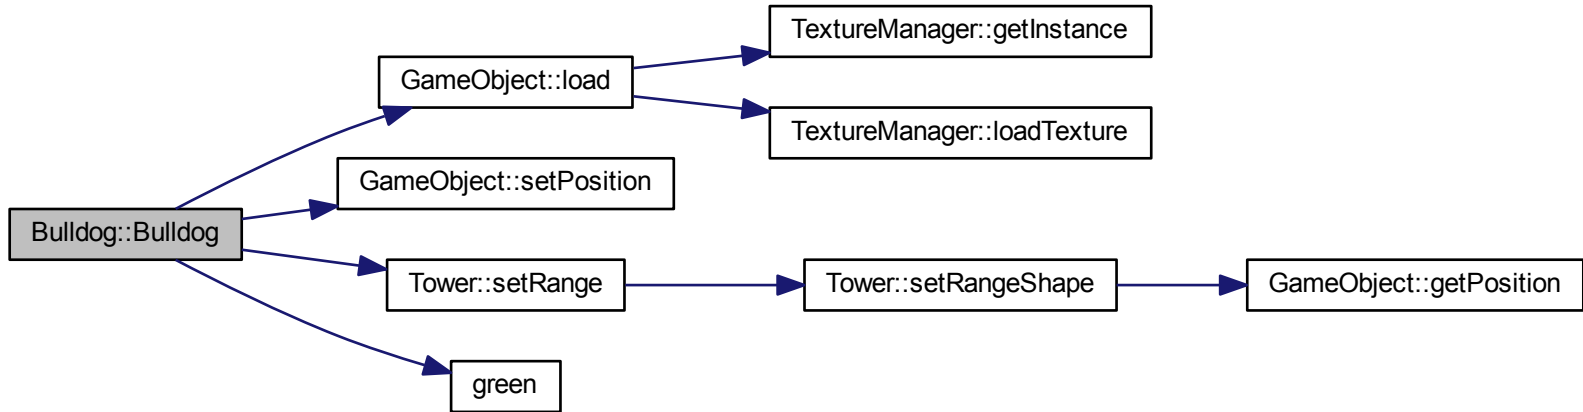 TextureManager::getInstance
GameObject::load
TextureManager::loadTexture
GameObject::setPosition
Bulldog::Bulldog
Tower::setRange
Tower::setRangeShape
GameObject::getPosition
green